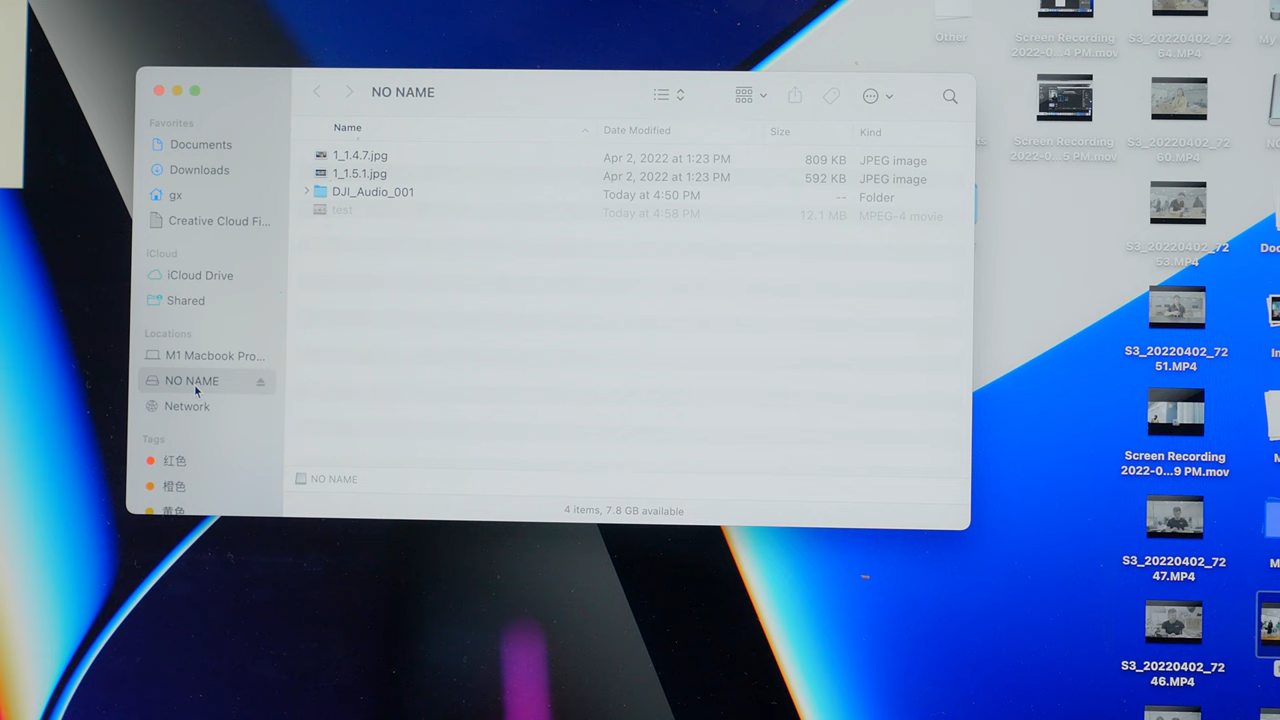 NO NAME
Favorites
Documents
Downloads
gx
Creative Cloud Fi...
iCloud
iCloud Drive
Shared
Locations
M1 Macbook Pro...
NO NAME
Network
Tags
红色
橙色
黄色
Name
Date Modified
Size
Kind
1_1.4.7.jpg
Apr 2, 2022 at 1:23 PM
809 KB
JPEG image
1_1.5.1.jpg
Apr 2, 2022 at 1:23 PM
592 KB
JPEG image
DJI_Audio_001
Today at 4:50 PM
--
Folder
test
Today at 4:58 PM
12.1 MB
MPEG-4 movie
NO NAME
4 items, 7.8 GB available
Other
Screen Recording
2022-0...4 PM.mov
S3_20220402_72
64.MP4
My
Screen Recording
2022-0...5 PM.mov
S3_20220402_72
60.MP4
S3_20220402_72
53.MP4
S3_20220402_72
51.MP4
Screen Recording
2022-0...9 PM.mov
S3_20220402_72
47.MP4
S3_20220402_72
46.MP4